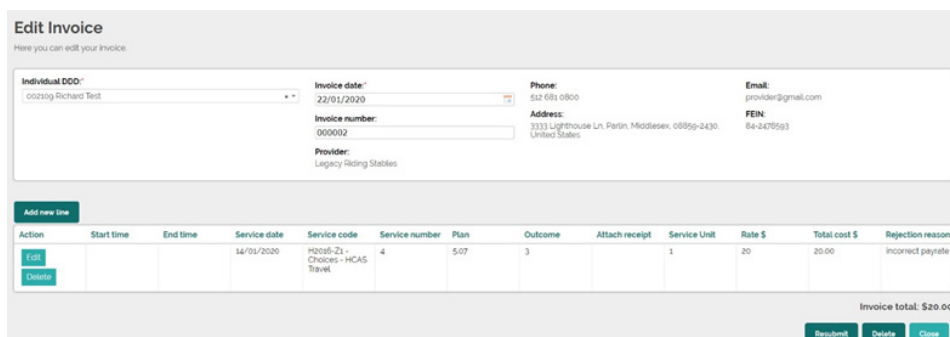 Edit Invoice
Here you can edit your invoice.
Individual DDD:*
002109 Richard Test
Invoice date:*
22/01/2020
Invoice number:
000002
Provider:
Legacy Riding Stables
Phone:
512 681 0800
Address:
3333 Lighthouse Ln, Parlin, Middlesex, 08859-2430,
United States
Email:
provider@gmail.com
FEIN:
84-2478593
Add new line
Action Start time End time Service date Service code Service number Plan Outcome Attach receipt Service Unit Rate $ Total cost $ Rejection reason
Edit 14/01/2020 H2016-Z1 - 4 5.07 3 1 20 20.00 incorrect payrate
Choices - HCAS
Travel
Delete
Invoice total: $20.00
Resubmit Delete Close